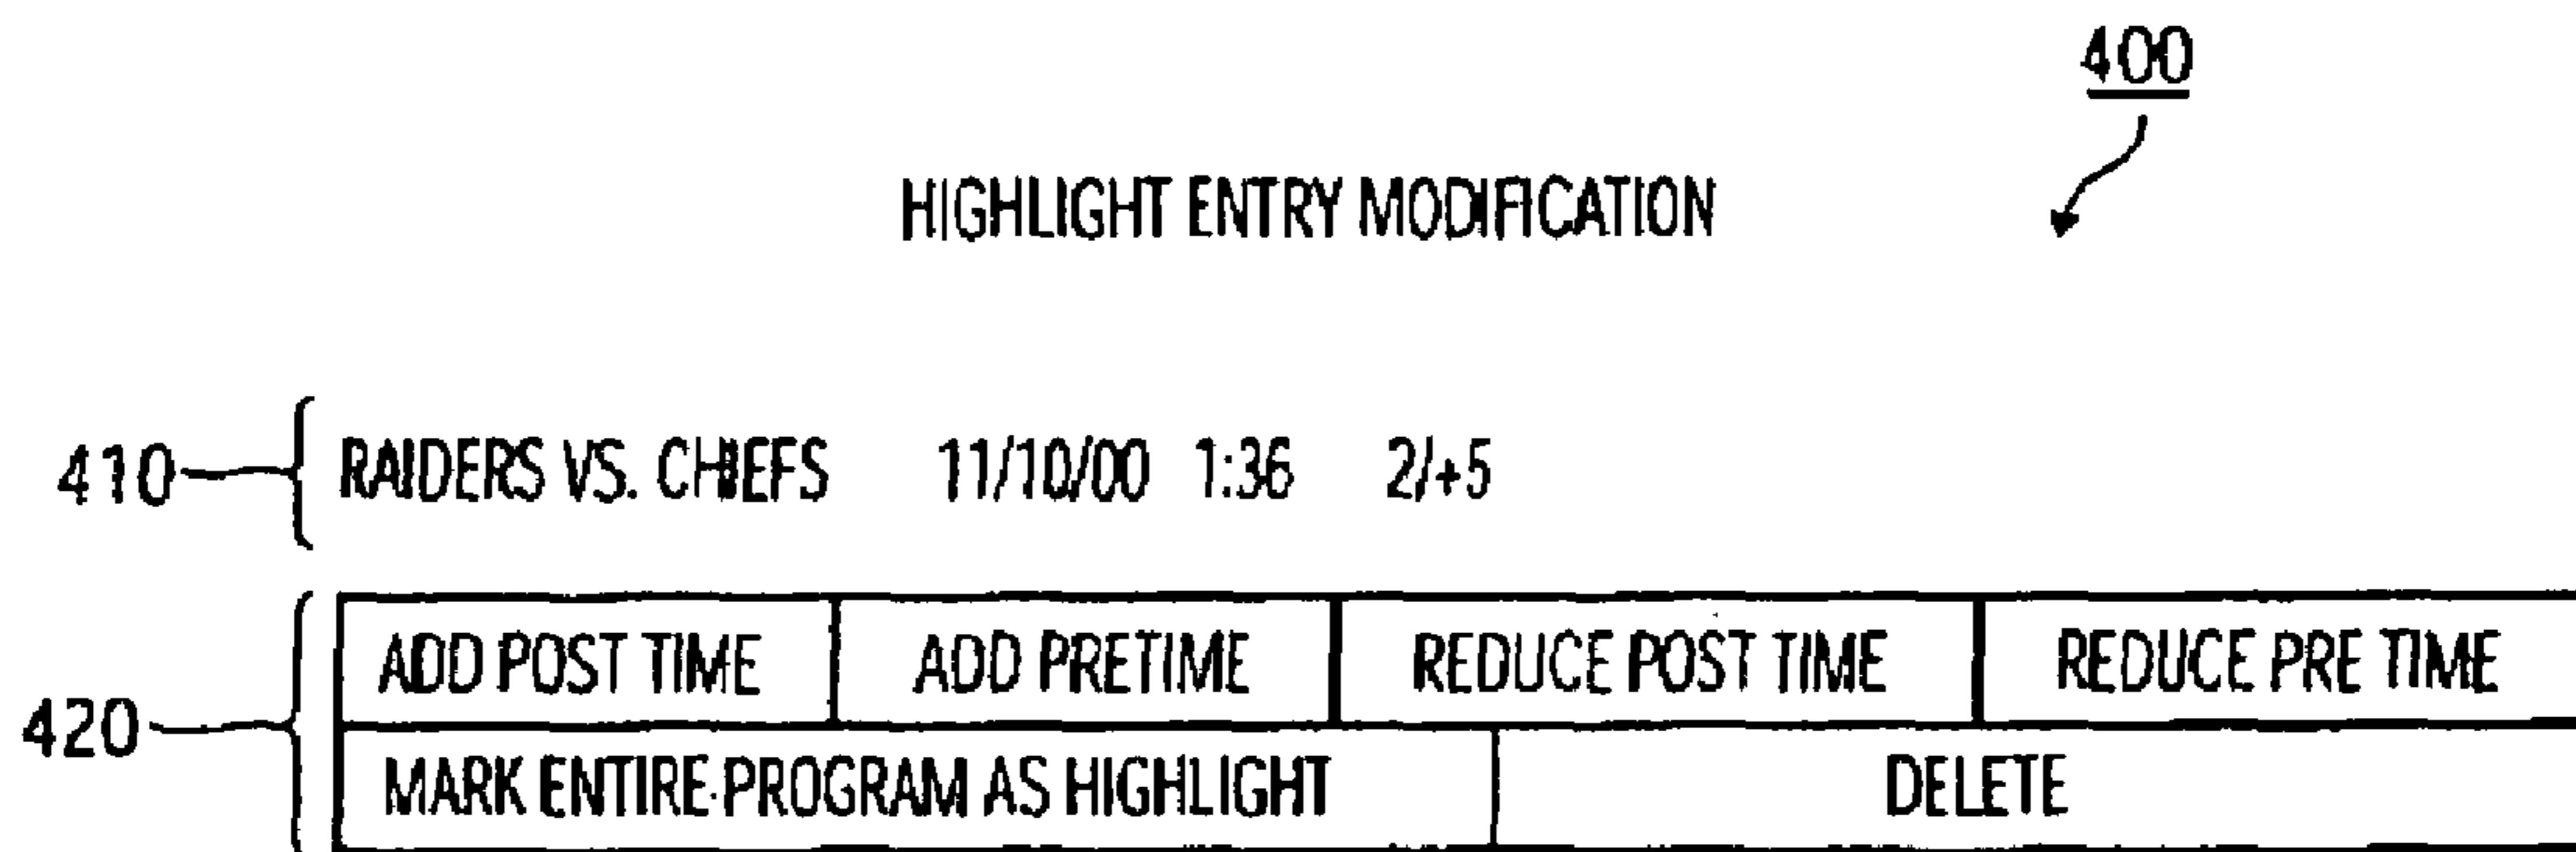 400
HIGHLIGHT ENTRY MODIFICATION
410 RAIDERS VS. CHIEFS 11/10/00 1:36 2/+5
420
ADD POST TIME ADD PRETIME REDUCE POST TIME REDUCE PRE TIME
MARK ENTIRE PROGRAM AS HIGHLIGHT DELETE